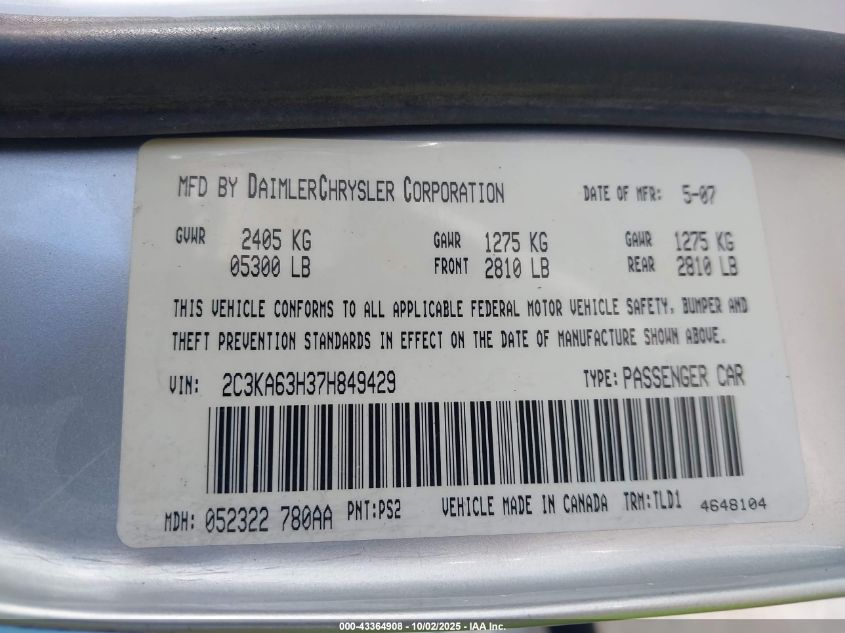 MFD BY DAIMLERCHRYSLER CORPORATION DATE OF MFR: 5-07
GVWR 2405 KG GAWR 1275 KG GAWR 1275 KG
05300 LB FRONT 2810 LB REAR 2810 LB
THIS VEHICLE CONFORMS TO ALL APPLICABLE FEDERAL MOTOR VEHICLE SAFETY, BUMPER AND
THEFT PREVENTION STANDARDS IN EFFECT ON THE DATE OF MANUFACTURE SHOWN ABOVE.
VIN: 2C3KA63H37H849429 TYPE: PASSENGER CAR
MDH: 052322 780AA PNT: PS2 VEHICLE MADE IN CANADA TRM: TLD1 4648104
000-43364908 - 10/02/2025 - IAA Inc.